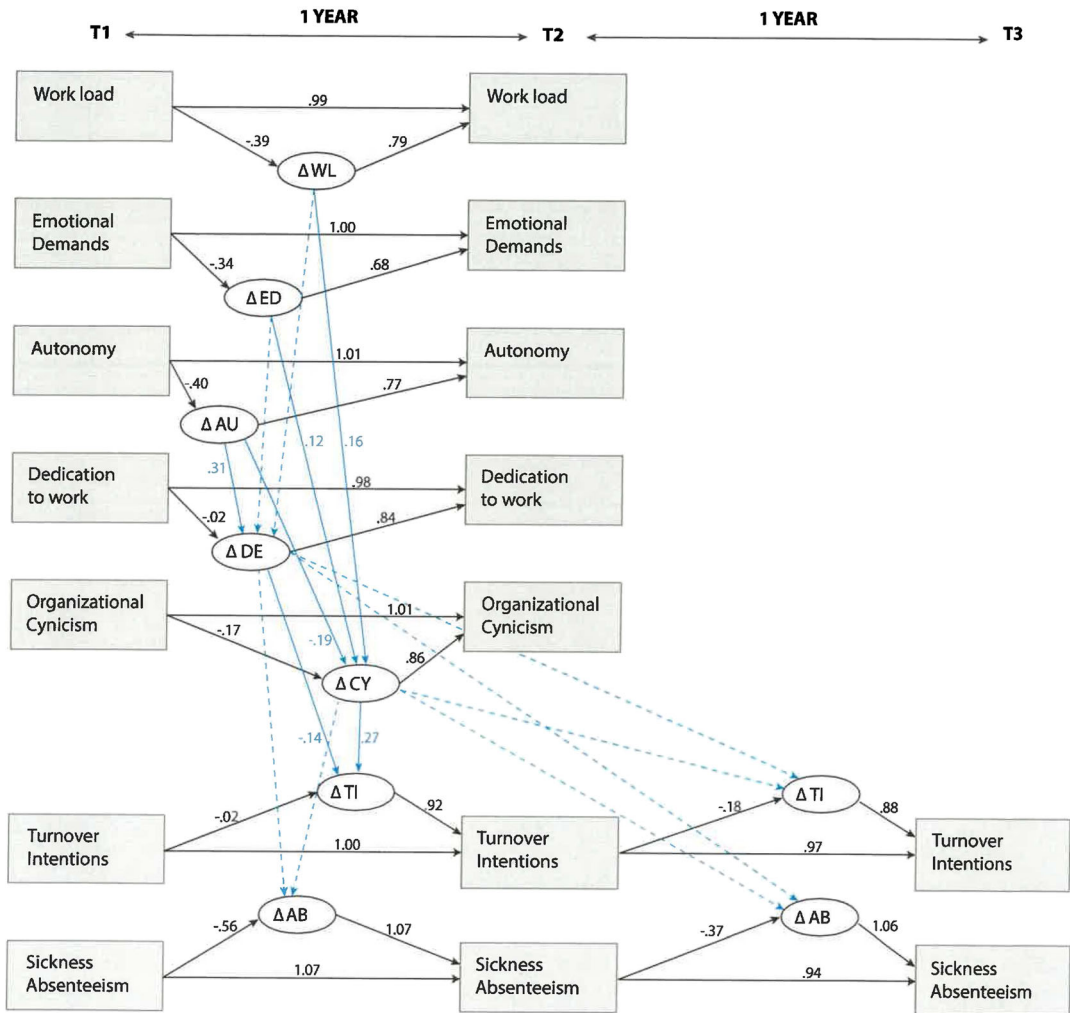 1 YEAR
1 YEAR
T1
T2
T3
Work load
.99
Work load
-.39
.79
Δ WL
Emotional
Demands
1.00
Emotional
Demands
-.34
.68
Δ ED
Autonomy
1.01
Autonomy
-.40
.77
Δ AU
.12
.16
.31
Dedication
to work
.98
Dedication
to work
-.02
.84
Δ DE
Organizational
Cynicism
1.01
Organizational
Cynicism
-.17
-.19
.86
Δ CY
-.14
.27
Δ TI
Δ TI
-.02
.92
-.18
.88
Turnover
Intentions
1.00
Turnover
Intentions
.97
Turnover
Intentions
Δ AB
Δ AB
-.56
1.07
-.37
1.06
Sickness
Absenteeism
1.07
Sickness
Absenteeism
.94
Sickness
Absenteeism